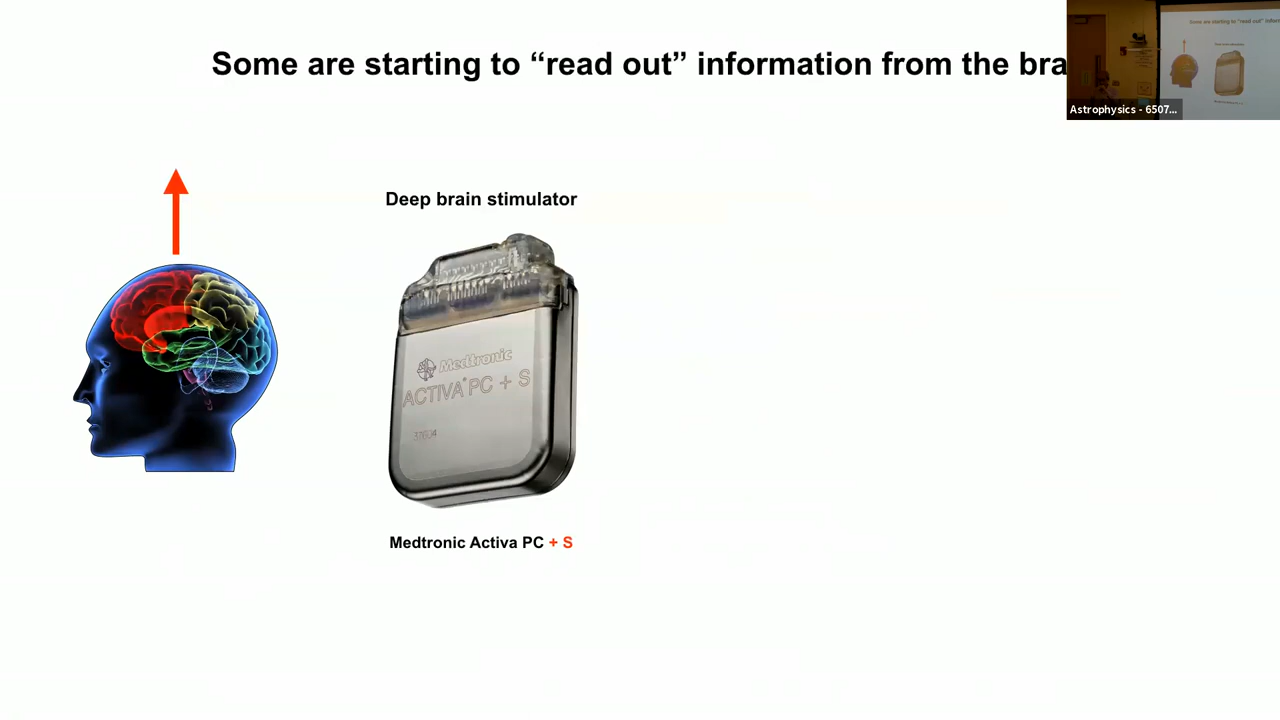 Some are starting to “read out” information from the bra
Astrophysics - 6507...
Deep brain stimulator
Medtronic
ACTIVA PC + S
37604
Medtronic Activa PC + S